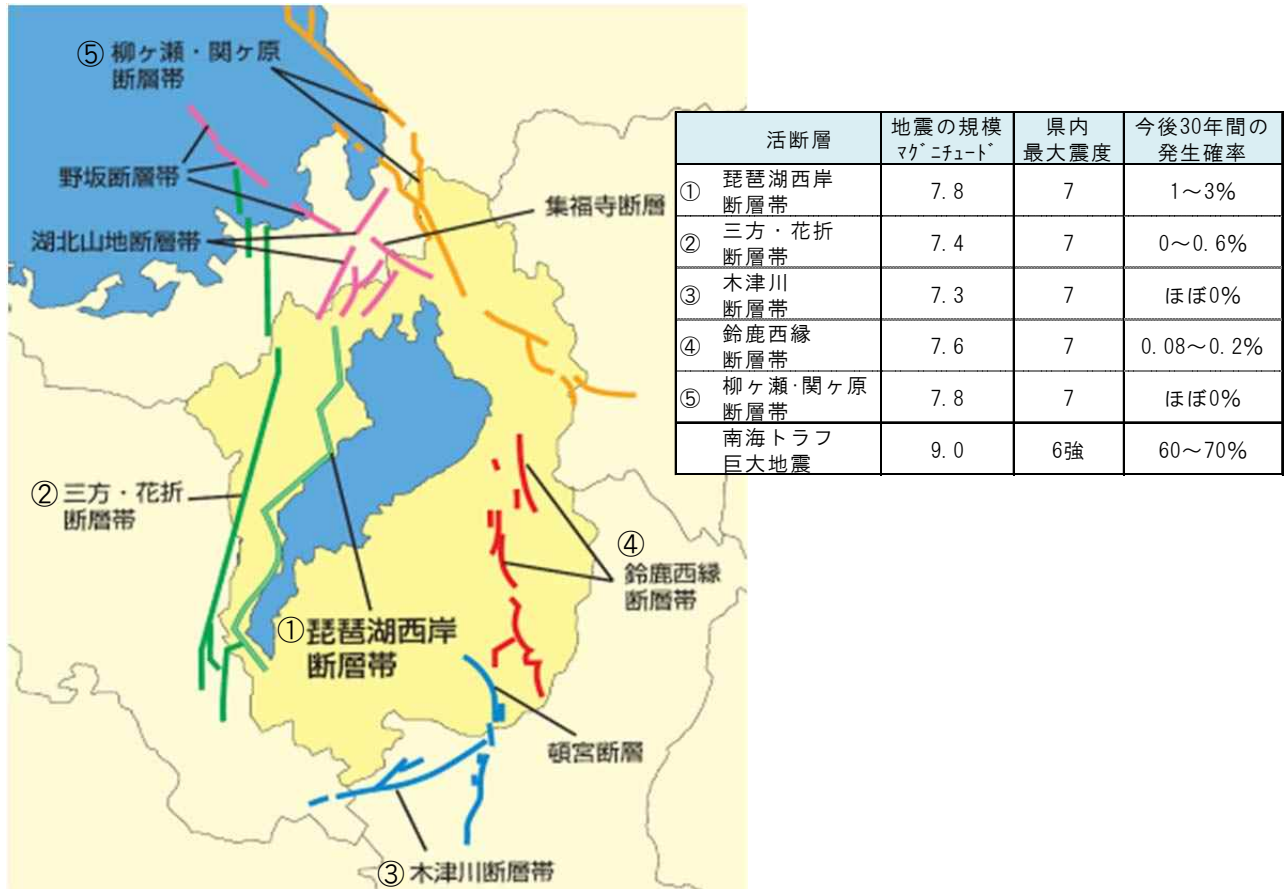 ⑤ 柳ヶ瀬・関ヶ原
断層帯
野坂断層帯
湖北山地断層帯
集福寺断層
② 三方・花折
断層帯
④
鈴鹿西縁
断層帯
① 琵琶湖西岸
断層帯
頓宮断層
③ 木津川断層帯
活断層
地震の規模
ﾏｸﾞﾆﾁｭｰﾄﾞ
県内
最大震度
今後30年間の
発生確率
① 琵琶湖西岸
断層帯
7.8
7
1～3%
② 三方・花折
断層帯
7.4
7
0～0.6%
③ 木津川
断層帯
7.3
7
ほぼ0%
④ 鈴鹿西縁
断層帯
7.6
7
0.08～0.2%
⑤ 柳ヶ瀬･関ヶ原
断層帯
7.8
7
ほぼ0%
南海トラフ
巨大地震
9.0
6強
60～70%